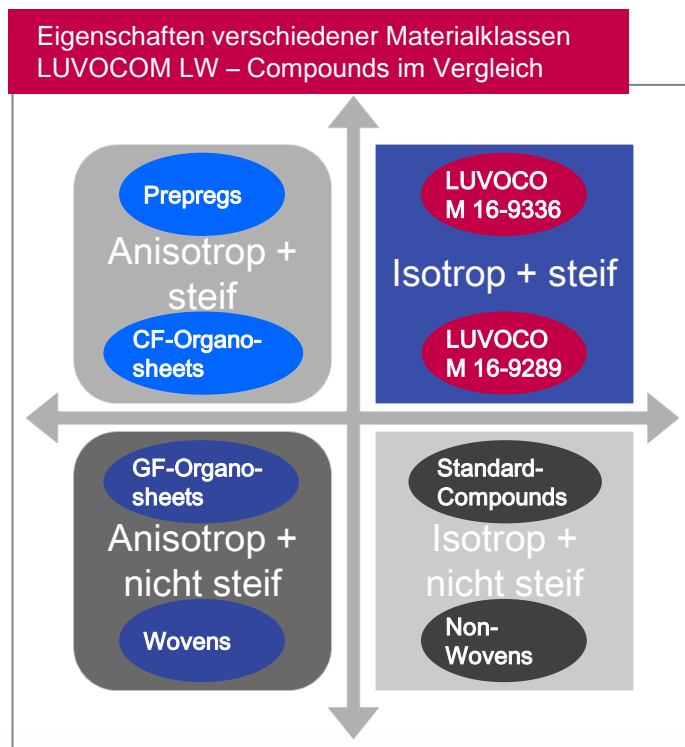 Eigenschaften verschiedener Materialklassen
LUVOCOM LW – Compounds im Vergleich
Prepregs
Anisotrop +
steif
CF-Organo-
sheets
LUVOCO
M 16-9336
Isotrop + steif
LUVOCO
M 16-9289
GF-Organo-
sheets
Anisotrop +
nicht steif
Wovens
Standard-
Compounds
Isotrop +
nicht steif
Non-
Wovens